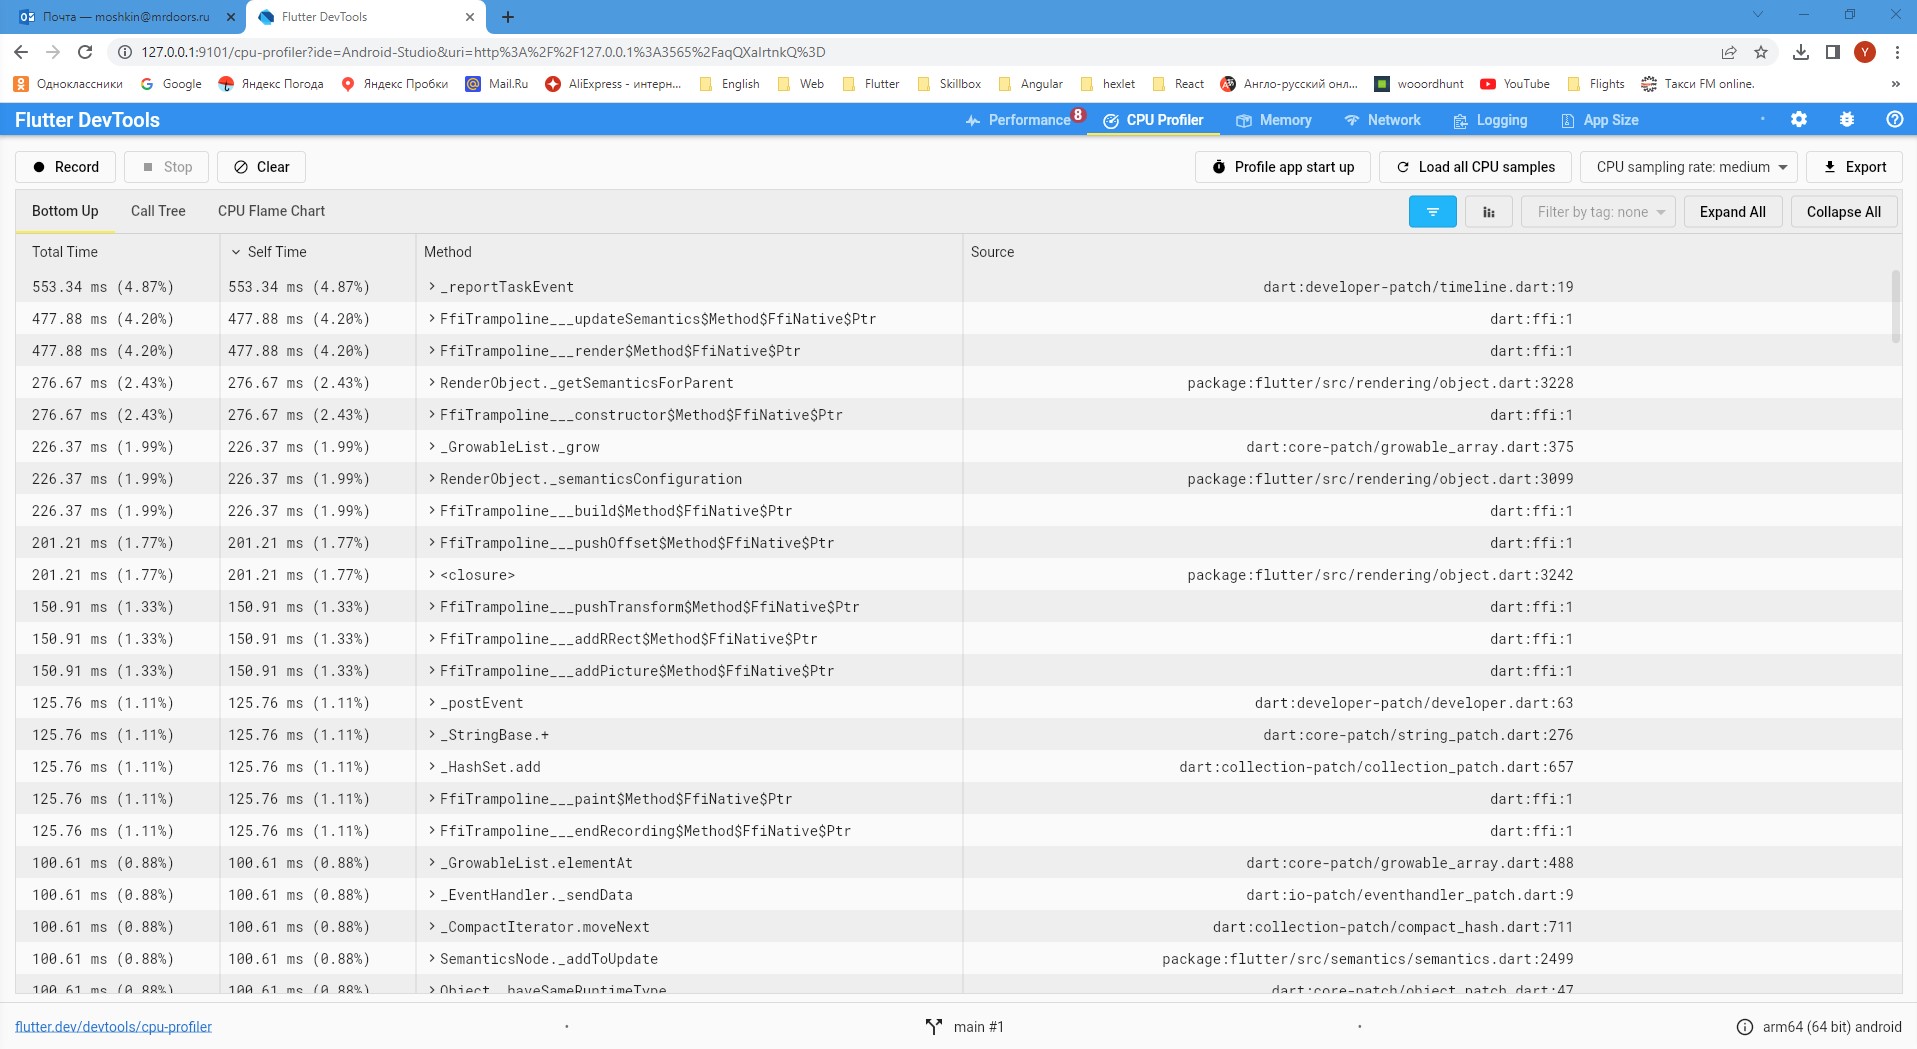 Почта — moshkin@mrdoors.ru
Flutter DevTools
127.0.0.1:9101/cpu-profiler?ide=Android-Studio&uri=http%3A%2F%2F127.0.0.1%3A3565%2FaqQXaIrtnkQ%3D
Y
Одноклассники Google Яндекс Погода Яндекс Пробки Mail.Ru AliExpress - интерн... English Web Flutter Skillbox Angular hexlet React Англо-русский онл... wooordhunt YouTube Flights Такси FM online. »
Flutter DevTools Performance 8 CPU Profiler Memory Network Logging App Size
Record Stop Clear Profile app start up Load all CPU samples CPU sampling rate: medium Export
Bottom Up Call Tree CPU Flame Chart Filter by tag: none Expand All Collapse All
Total Time Self Time Method Source
553.34 ms (4.87%) 553.34 ms (4.87%) _reportTaskEvent dart:developer-patch/timeline.dart:19
477.88 ms (4.20%) 477.88 ms (4.20%) FfiTrampoline___updateSemantics$Method$FfiNative$Ptr dart:ffi:1
477.88 ms (4.20%) 477.88 ms (4.20%) FfiTrampoline___render$Method$FfiNative$Ptr dart:ffi:1
276.67 ms (2.43%) 276.67 ms (2.43%) RenderObject._getSemanticsForParent package:flutter/src/rendering/object.dart:3228
276.67 ms (2.43%) 276.67 ms (2.43%) FfiTrampoline___constructor$Method$FfiNative$Ptr dart:ffi:1
226.37 ms (1.99%) 226.37 ms (1.99%) _GrowableList._grow dart:core-patch/growable_array.dart:375
226.37 ms (1.99%) 226.37 ms (1.99%) RenderObject._semanticsConfiguration package:flutter/src/rendering/object.dart:3099
226.37 ms (1.99%) 226.37 ms (1.99%) FfiTrampoline___build$Method$FfiNative$Ptr dart:ffi:1
201.21 ms (1.77%) 201.21 ms (1.77%) FfiTrampoline___pushOffset$Method$FfiNative$Ptr dart:ffi:1
201.21 ms (1.77%) 201.21 ms (1.77%) <closure> package:flutter/src/rendering/object.dart:3242
150.91 ms (1.33%) 150.91 ms (1.33%) FfiTrampoline___pushTransform$Method$FfiNative$Ptr dart:ffi:1
150.91 ms (1.33%) 150.91 ms (1.33%) FfiTrampoline___addRRect$Method$FfiNative$Ptr dart:ffi:1
150.91 ms (1.33%) 150.91 ms (1.33%) FfiTrampoline___addPicture$Method$FfiNative$Ptr dart:ffi:1
125.76 ms (1.11%) 125.76 ms (1.11%) _postEvent dart:developer-patch/developer.dart:63
125.76 ms (1.11%) 125.76 ms (1.11%) _StringBase.+ dart:core-patch/string_patch.dart:276
125.76 ms (1.11%) 125.76 ms (1.11%) _HashSet.add dart:collection-patch/collection_patch.dart:657
125.76 ms (1.11%) 125.76 ms (1.11%) FfiTrampoline___paint$Method$FfiNative$Ptr dart:ffi:1
125.76 ms (1.11%) 125.76 ms (1.11%) FfiTrampoline___endRecording$Method$FfiNative$Ptr dart:ffi:1
100.61 ms (0.88%) 100.61 ms (0.88%) _GrowableList.elementAt dart:core-patch/growable_array.dart:488
100.61 ms (0.88%) 100.61 ms (0.88%) _EventHandler._sendData dart:io-patch/eventhandler_patch.dart:9
100.61 ms (0.88%) 100.61 ms (0.88%) _CompactIterator.moveNext dart:collection-patch/compact_hash.dart:711
100.61 ms (0.88%) 100.61 ms (0.88%) SemanticsNode._addToUpdate package:flutter/src/semantics/semantics.dart:2499
100.61 ms (0.88%) 100.61 ms (0.88%) Object._haveSameRuntimeType dart:core-patch/object_patch.dart:47
flutter.dev/devtools/cpu-profiler • main #1 • arm64 (64 bit) android